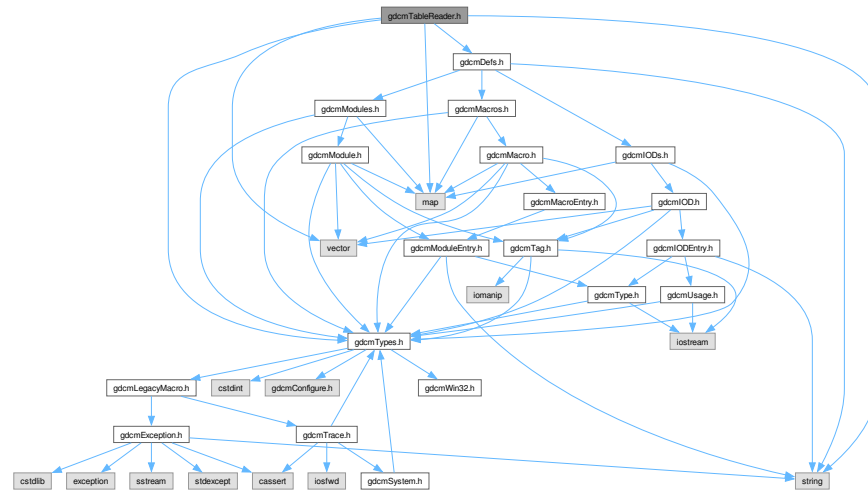 gdcmTableReader.h
gdcmDefs.h
gdcmModules.h
gdcmMacros.h
gdcmModule.h
gdcmMacro.h
gdcmIODs.h
map
gdcmMacroEntry.h
gdcmIOD.h
vector
gdcmModuleEntry.h
gdcmTag.h
gdcmIODEntry.h
iomanip
gdcmType.h
gdcmUsage.h
gdcmTypes.h
iostream
gdcmLegacyMacro.h
cstdint
gdcmConfigure.h
gdcmWin32.h
gdcmException.h
gdcmTrace.h
cstdlib
exception
sstream
stdexcept
cassert
iosfwd
gdcmSystem.h
string